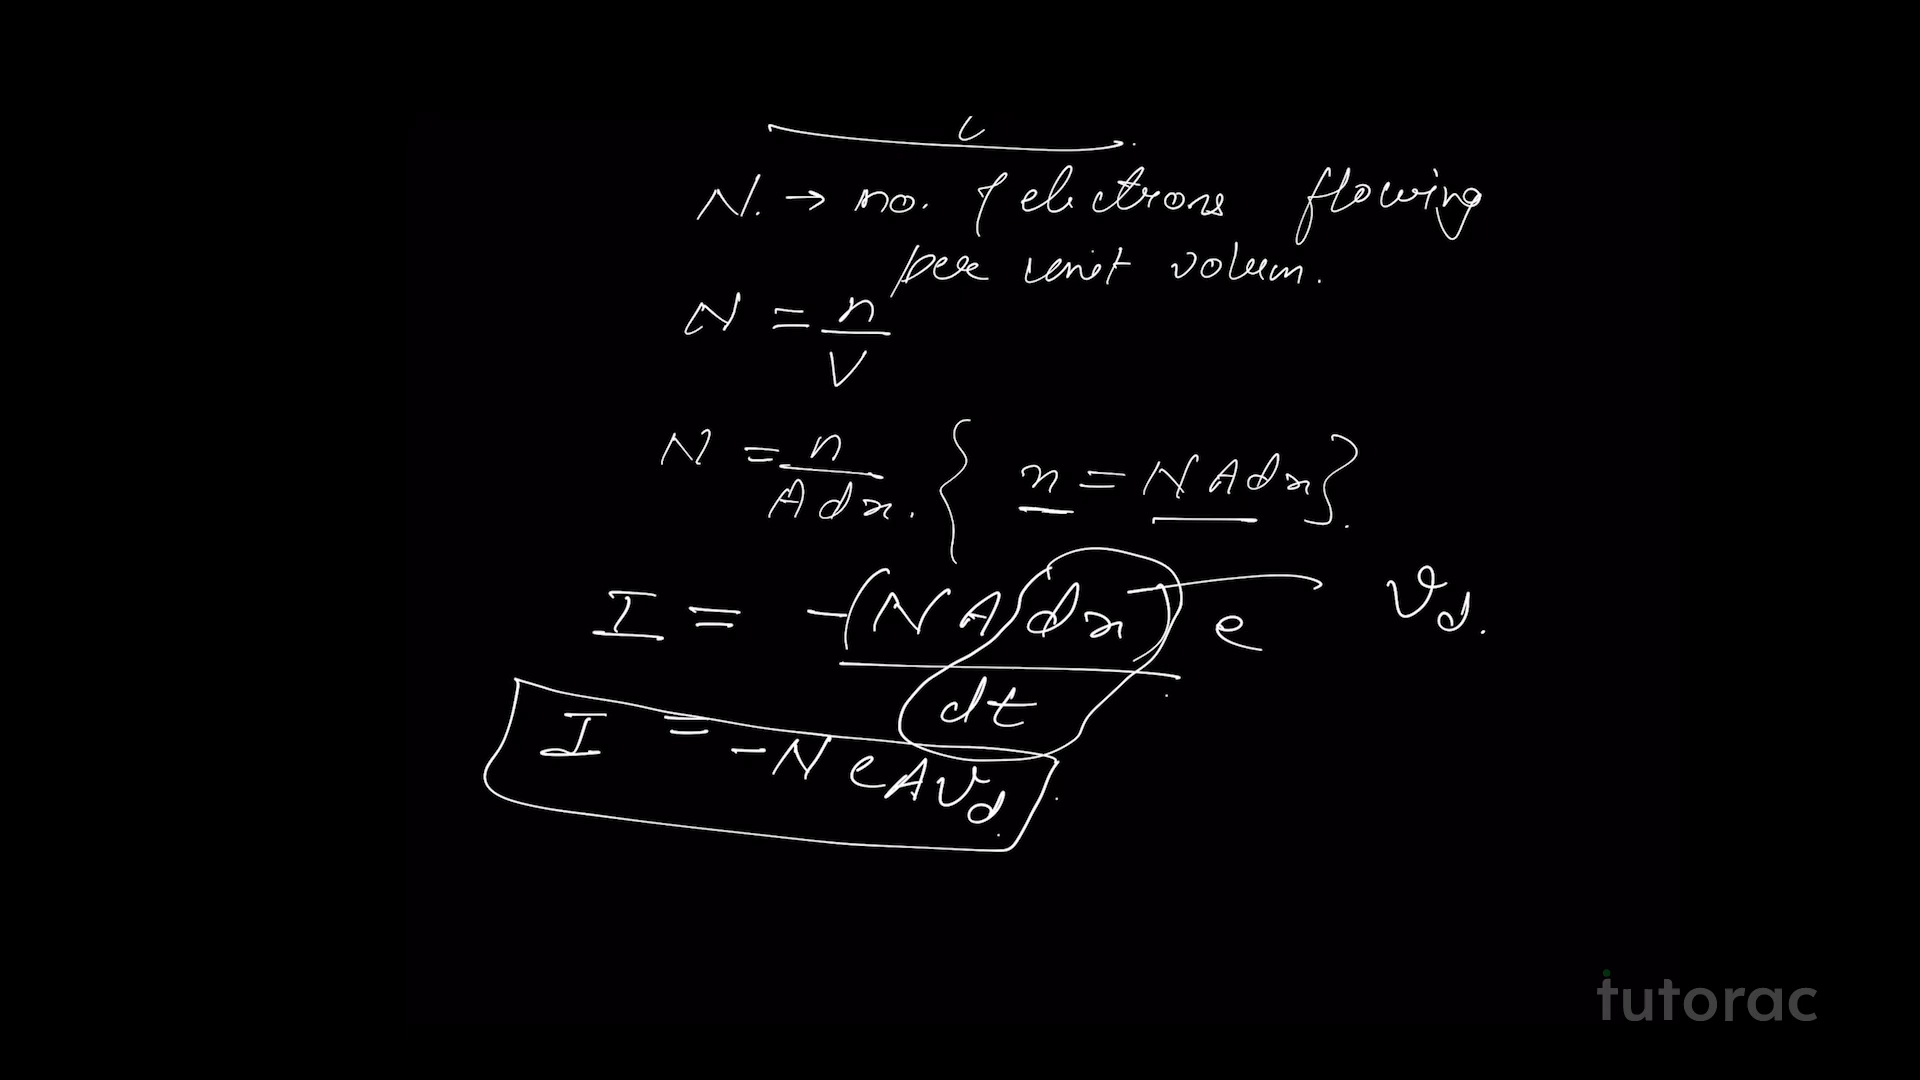 l
N. → no. of electrons flowing
per unit volum.
N = n/V
N = n/Adx. { n = NAdx}.
I = -(NAdx)e/dt vd.
I = -NeAvd.
tutorac